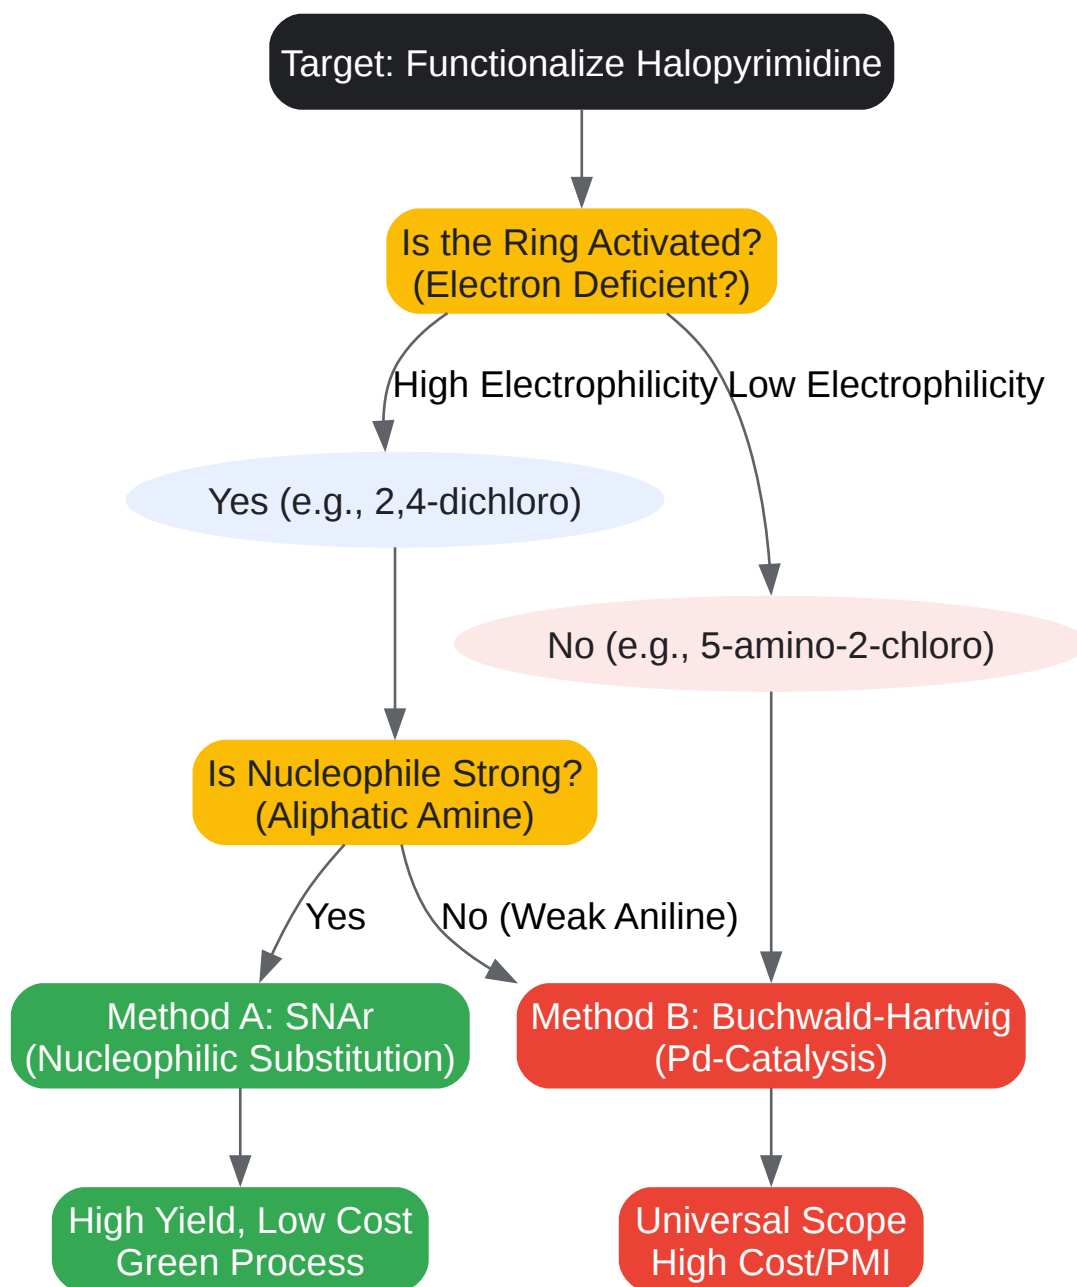 Target: Functionalize Halopyrimidine
Is the Ring Activated?
(Electron Deficient?)
High Electrophilicity
Low Electrophilicity
Yes (e.g., 2,4-dichloro)
No (e.g., 5-amino-2-chloro)
Is Nucleophile Strong?
(Aliphatic Amine)
Yes
No (Weak Aniline)
Method A: SNAr
(Nucleophilic Substitution)
Method B: Buchwald-Hartwig
(Pd-Catalysis)
High Yield, Low Cost
Green Process
Universal Scope
High Cost/PMI